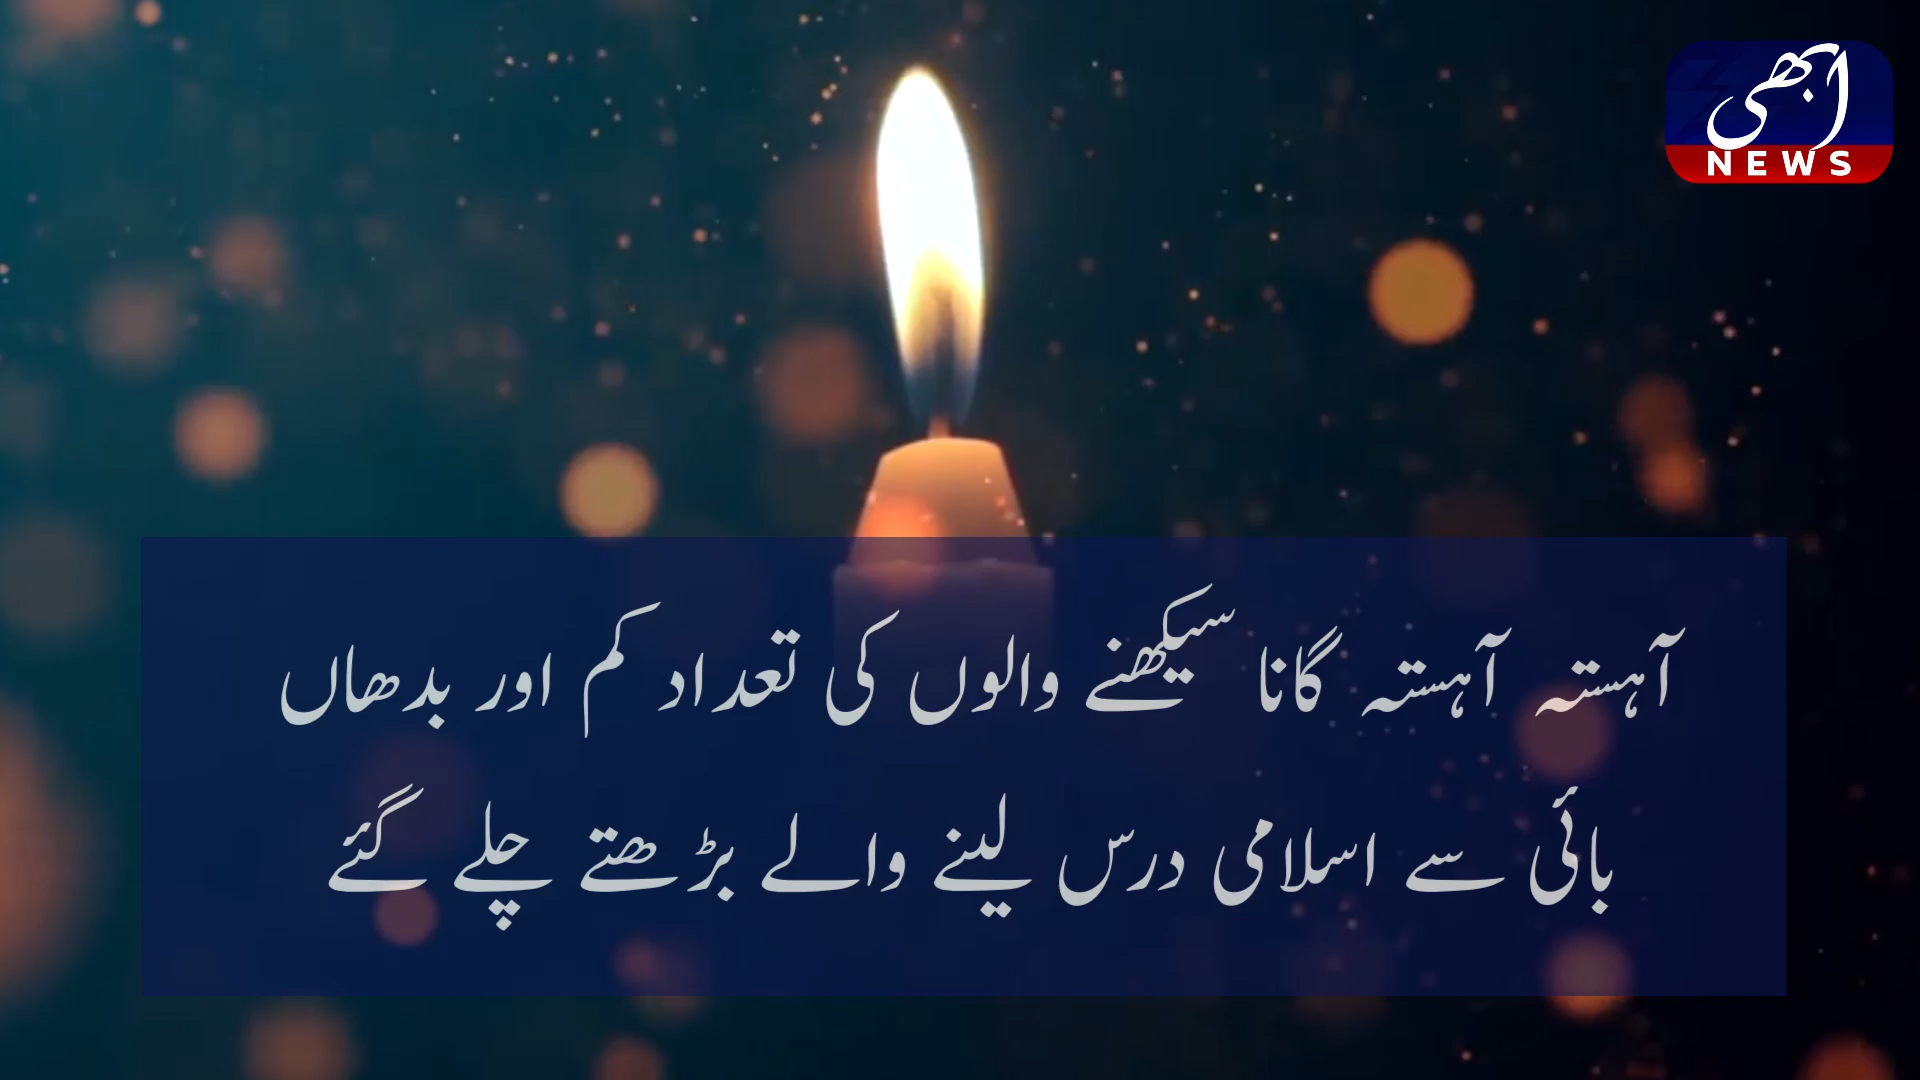 ابھی
NEWS
آہستہ آہستہ گانا سیکھنے والوں کی تعداد کم اور بدھاں
بائی سے اسلامی درس لینے والے بڑھتے چلے گئے